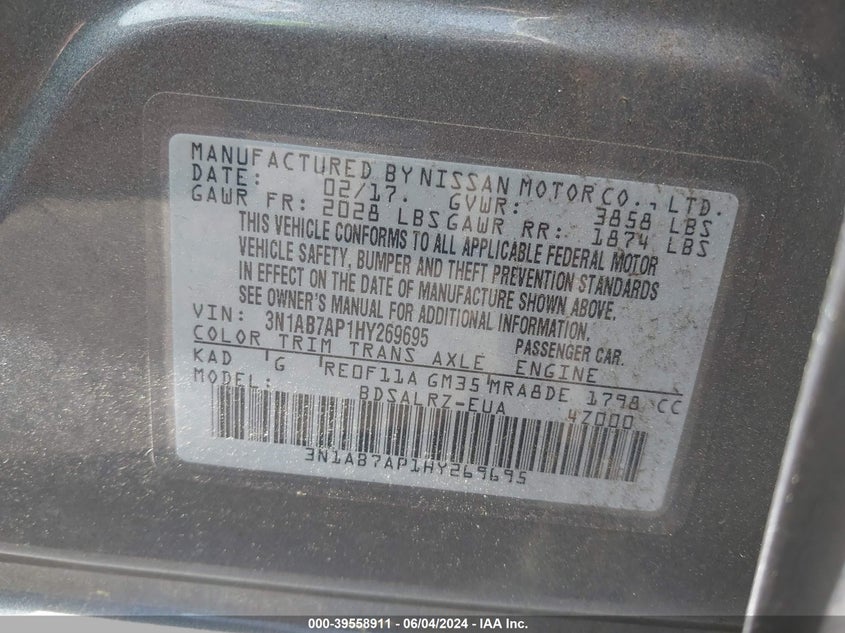 MANUFACTURED BY NISSAN MOTOR CO., LTD.
DATE: 02/17. GVWR: 3858 LBS
GAWR FR: 2028 LBS GAWR RR: 1874 LBS
THIS VEHICLE CONFORMS TO ALL APPLICABLE FEDERAL MOTOR
VEHICLE SAFETY, BUMPER AND THEFT PREVENTION STANDARDS
IN EFFECT ON THE DATE OF MANUFACTURE SHOWN ABOVE.
SEE OWNER'S MANUAL FOR ADDITIONAL INFORMATION.
VIN: 3N1AB7AP1HY269695 PASSENGER CAR.
COLOR TRIM TRANS AXLE ENGINE
KAD G RE0F11A GM35 MRA8DE 1798 CC
MODEL: BDSALRZ-EUA 4Z000
3N1AB7AP1HY269695
000-39558911 - 06/04/2024 - IAA Inc.